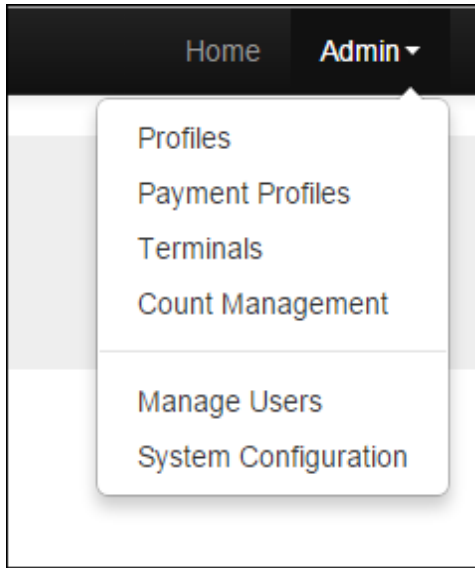 Home Admin
Profiles
Payment Profiles
Terminals
Count Management
Manage Users
System Configuration